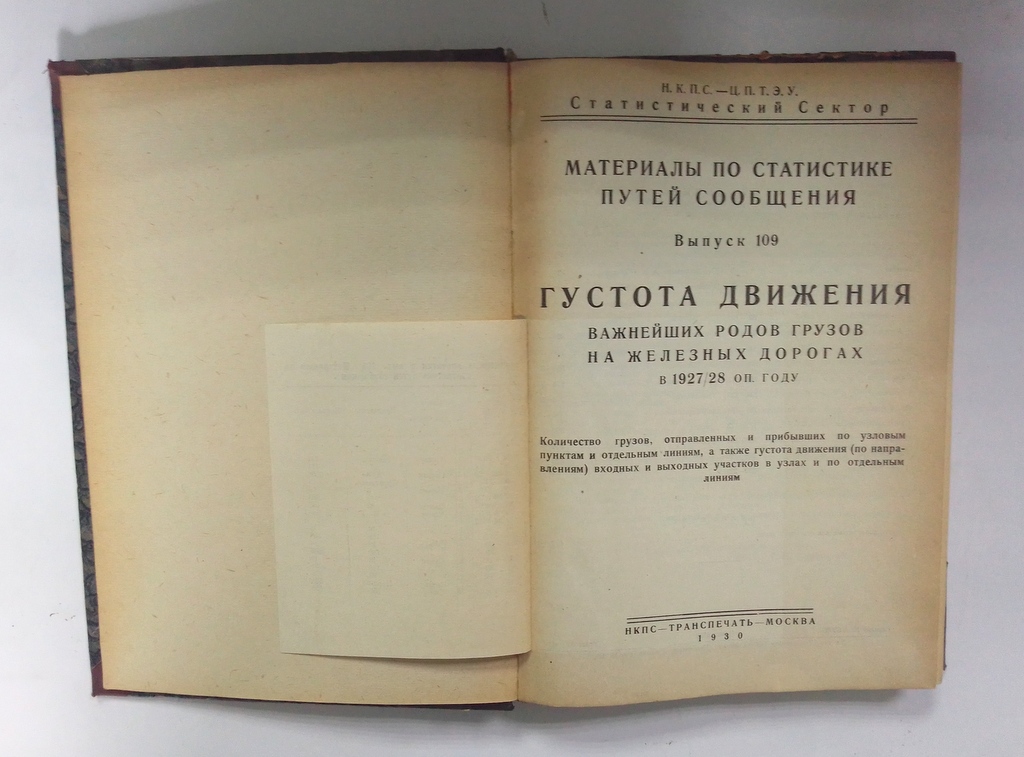 Н. К. П. С. — Ц. П. Т. Э. У.
Статистический Сектор
МАТЕРИАЛЫ ПО СТАТИСТИКЕ
ПУТЕЙ СООБЩЕНИЯ
Выпуск 109
ГУСТОТА ДВИЖЕНИЯ
ВАЖНЕЙШИХ РОДОВ ГРУЗОВ
НА ЖЕЛЕЗНЫХ ДОРОГАХ
В 1927/28 ОП. ГОДУ
Количество грузов, отправленных и прибывших по узловым
пунктам и отдельным линиям, а также густота движения (по напра-
влениям) входных и выходных участков в узлах и по отдельным
линиям
НКПС—ТРАНСПЕЧАТЬ—МОСКВА
1930